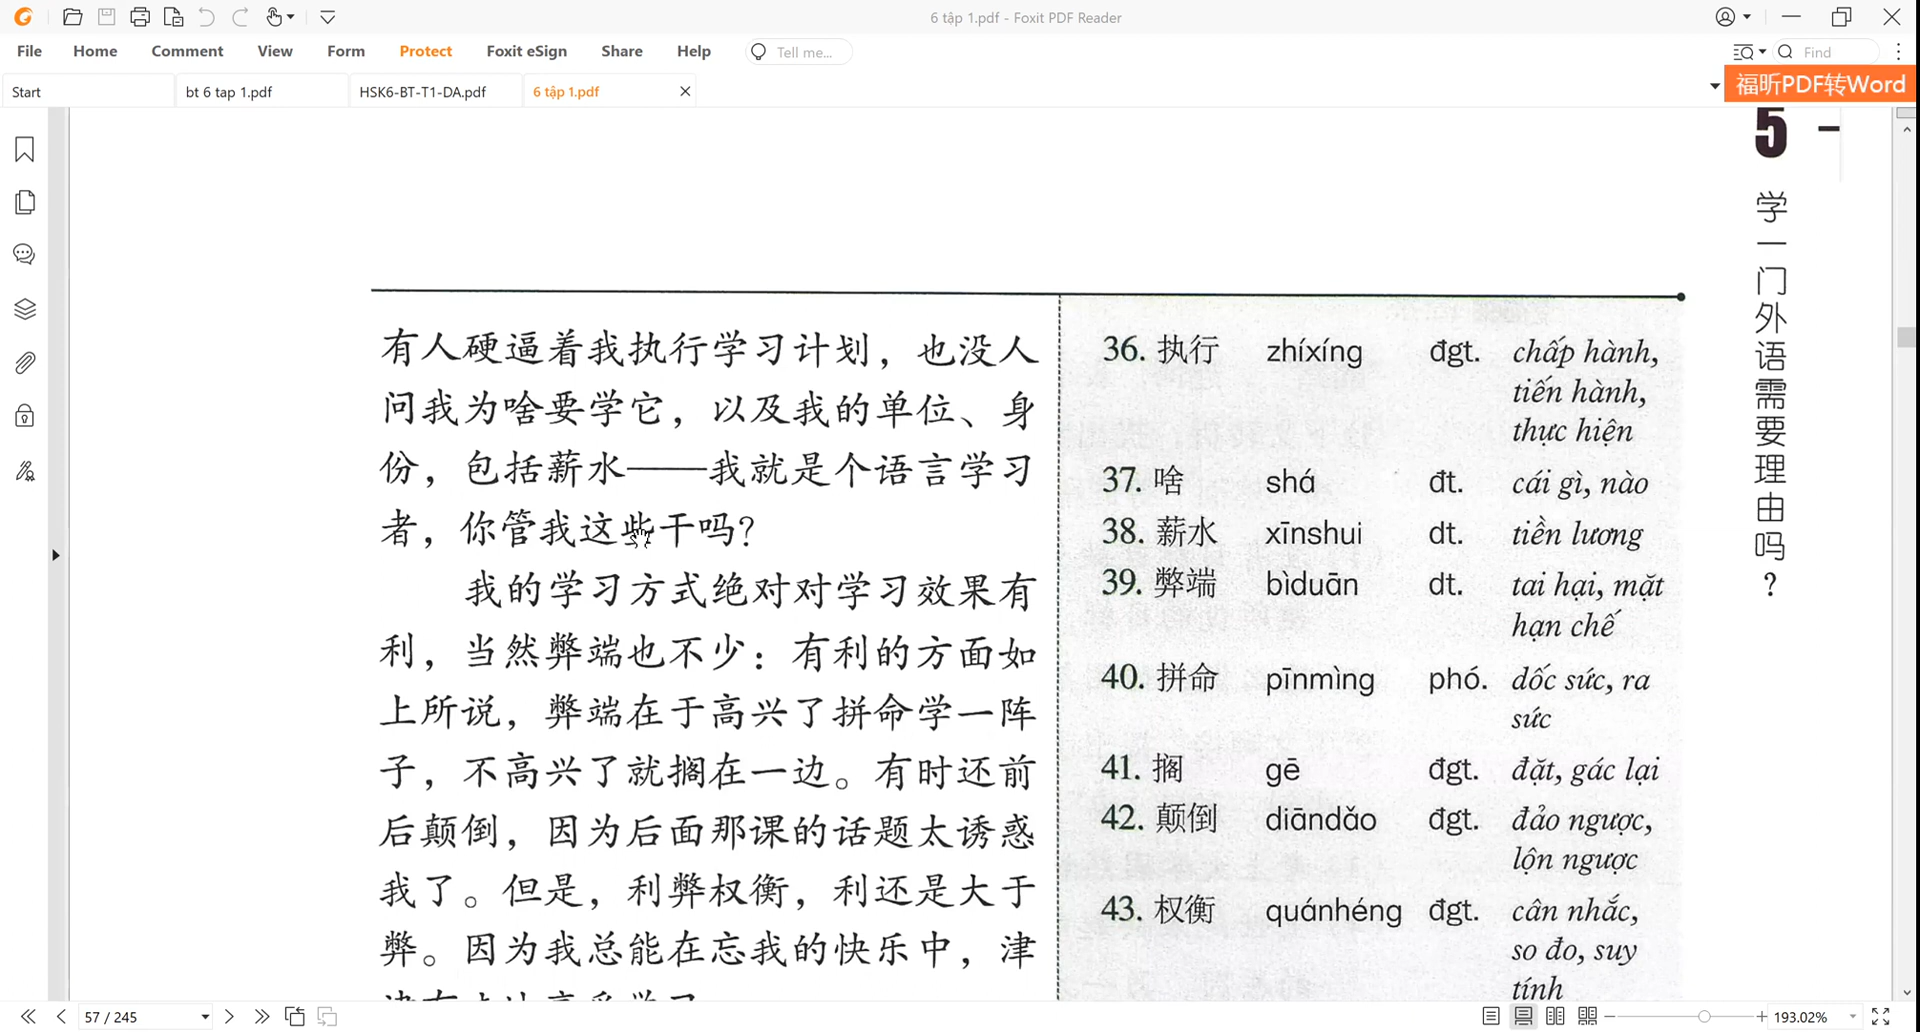 6 tập 1.pdf - Foxit PDF Reader
File Home Comment View Form Protect Foxit eSign Share Help Tell me... Find
Start bt 6 tap 1.pdf HSK6-BT-T1-DA.pdf 6 tập 1.pdf
福昕PDF转Word
5
学一门外语需要理由吗？
有人硬逼着我执行学习计划，也没人
问我为啥要学它，以及我的单位、身
份，包括薪水——我就是个语言学习
者，你管我这些干吗？
我的学习方式绝对对学习效果有
利，当然弊端也不少：有利的方面如
上所说，弊端在于高兴了拼命学一阵
子，不高兴了就搁在一边。有时还前
后颠倒，因为后面那课的话题太诱惑
我了。但是，利弊权衡，利还是大于
弊。因为我总能在忘我的快乐中，津
36. 执行 zhíxíng đgt. chấp hành,
tiến hành,
thực hiện
37. 啥 shá đt. cái gì, nào
38. 薪水 xīnshui dt. tiền lương
39. 弊端 bìduān dt. tai hại, mặt
hạn chế
40. 拼命 pīnmìng phó. dốc sức, ra
sức
41. 搁 gē đgt. đặt, gác lại
42. 颠倒 diāndǎo đgt. đảo ngược,
lộn ngược
43. 权衡 quánhéng đgt. cân nhắc,
so đo, suy
tính
57 / 245
193.02%